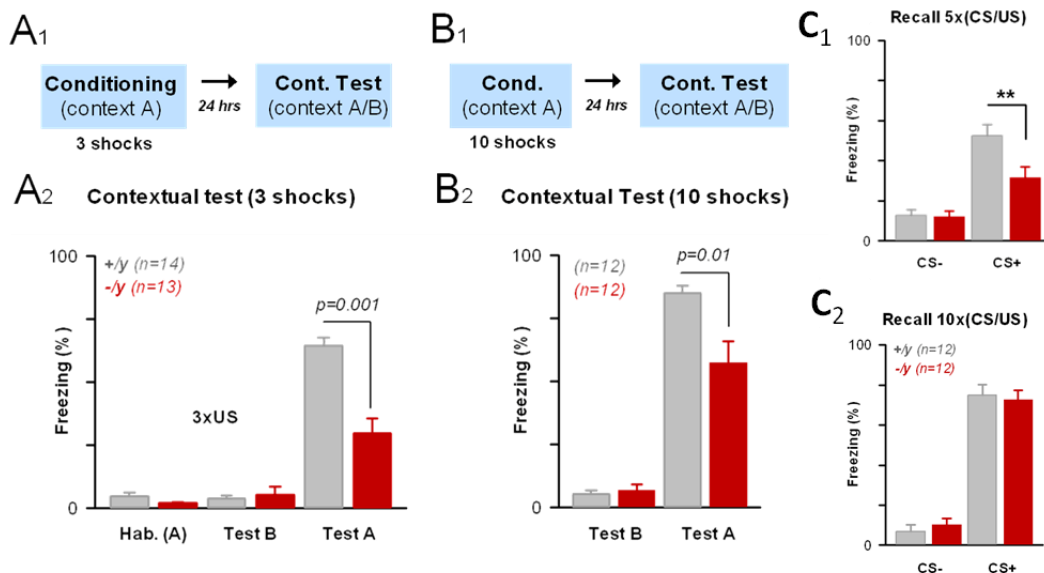 A1
Conditioning
(context A)
24 hrs
Cont. Test
(context A/B)
3 shocks
B1
Cond.
(context A)
24 hrs
Cont. Test
(context A/B)
10 shocks
A2
Contextual test (3 shocks)
100
+/y (n=14)
-/y (n=13)
p=0.001
Freezing (%)
3xUS
0
Hab. (A)
Test B
Test A
B2
Contextual Test (10 shocks)
100
(n=12)
(n=12)
p=0.01
Freezing (%)
0
Test B
Test A
C1
Recall 5x(CS/US)
100
**
Freezing (%)
0
CS-
CS+
C2
Recall 10x(CS/US)
100
+/y (n=12)
-/y (n=12)
Freezing (%)
0
CS-
CS+